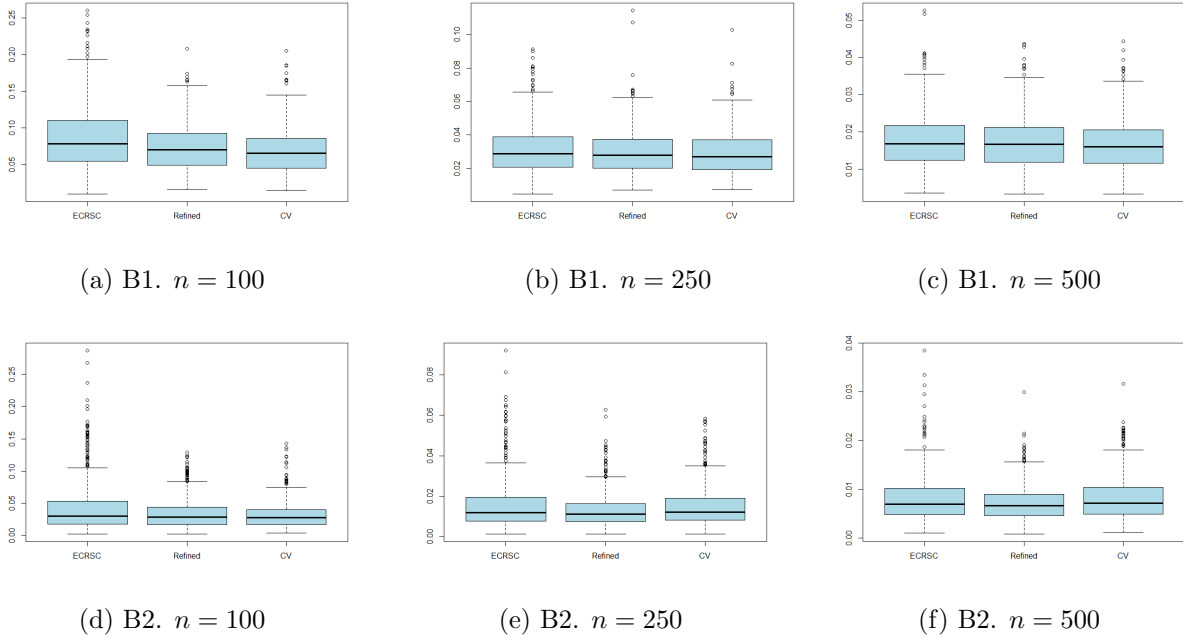 0.25
0.20
0.10
0.05
ECRSC Refined CV
(a) B1. n = 100
0.10
0.08
0.06
0.04
0.02
ECRSC Refined CV
(b) B1. n = 250
0.05
0.04
0.03
0.02
0.01
ECRSC Refined CV
(c) B1. n = 500
0.25
0.20
0.15
0.10
0.05
0.00
ECRSC Refined CV
(d) B2. n = 100
0.08
0.06
0.04
0.02
0.00
ECRSC Refined CV
(e) B2. n = 250
0.04
0.03
0.02
0.01
0.00
ECRSC Refined CV
(f) B2. n = 500